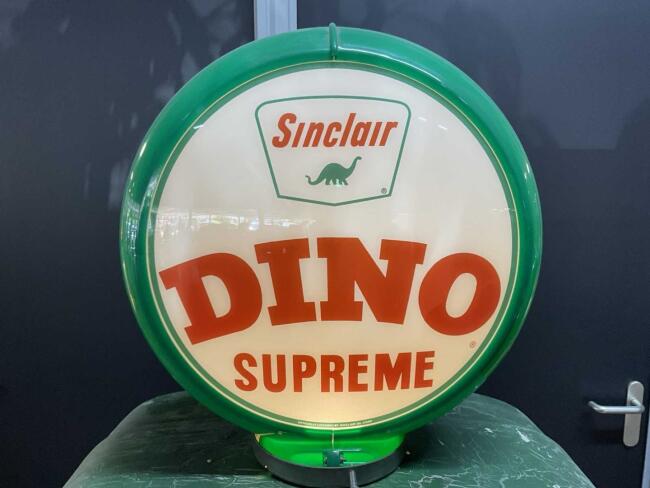 Sinclair
®
DINO
®
SUPREME